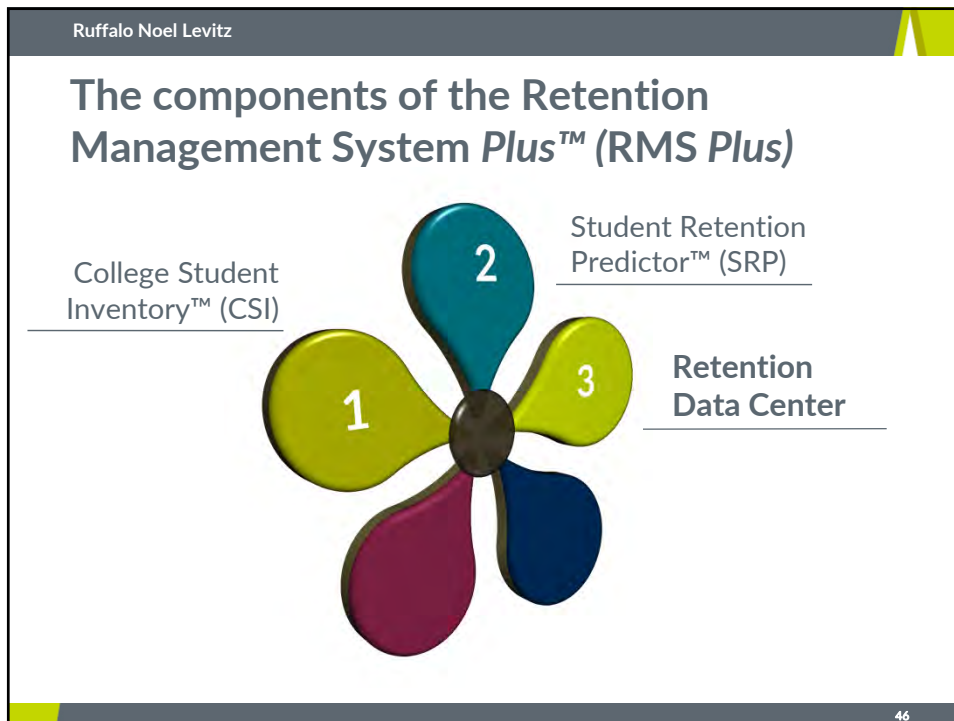 Ruffalo Noel Levitz
The components of the Retention
Management System Plus™ (RMS Plus)
College Student
Inventory™ (CSI)
1
2
Student Retention
Predictor™ (SRP)
3
Retention
Data Center
46